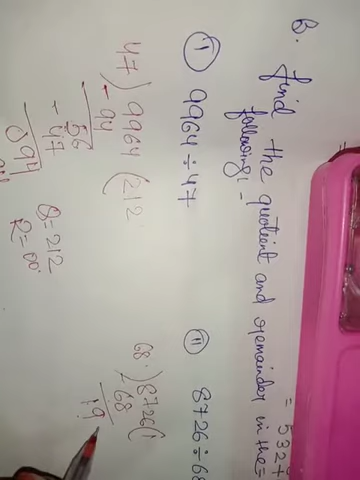 = 5327
B. find the quotient and remainder in the =
following: -
(i) 9964 ÷ 47
47) 9964 (212
- 94
56
- 47
094
Q = 212
R = 00
(ii) 8726 ÷ 68
68) 8726 (1
- 68
19